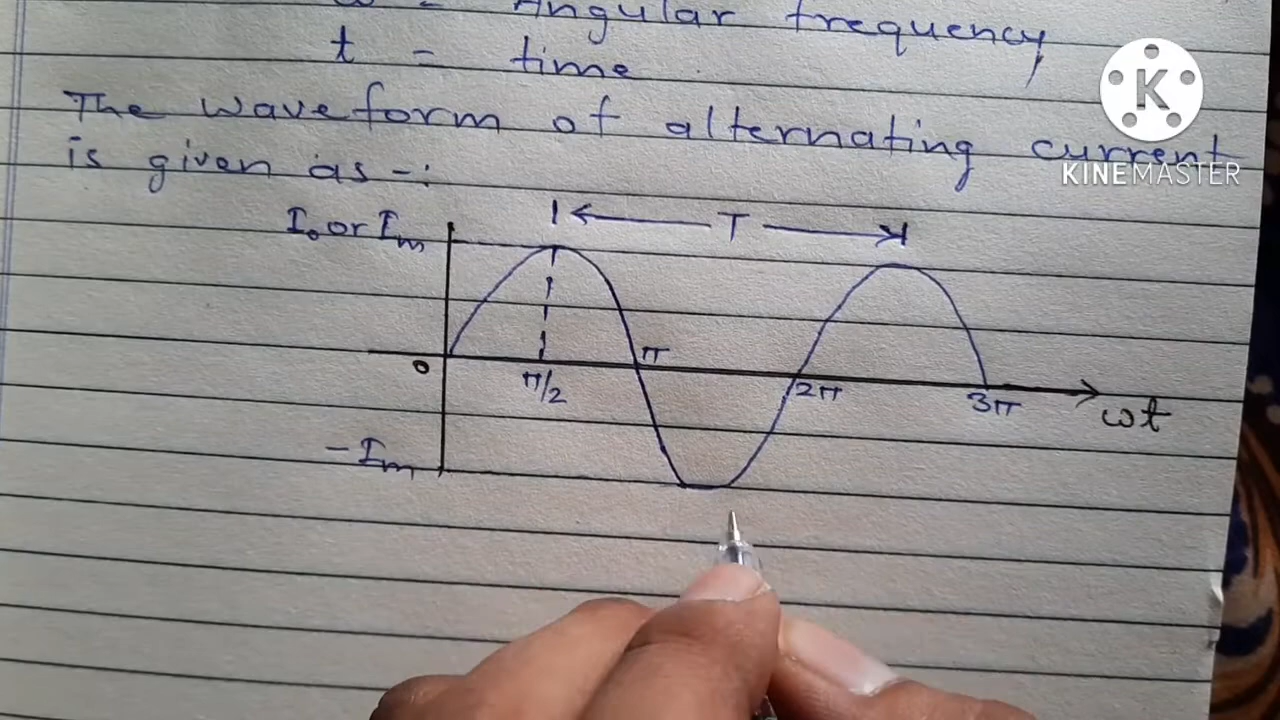 ω = Angular frequency
t = time
The waveform of alternating current
is given as -:
T
I₀ or Iₘ
π
0
π/2
2π
3π
ωt
-Iₘ
K
KINEMASTER